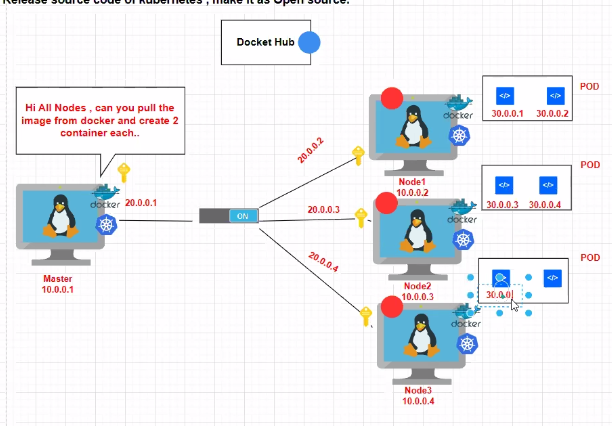 Release source code of kubernetes , make it as Open source.
Docket Hub
Hi All Nodes , can you pull the
image from docker and create 2
container each..
docker
20.0.0.1
Master
10.0.0.1
ON
20.0.0.2
20.0.0.3
20.0.0.4
docker
Node1
10.0.0.2
</>
</>
30.0.0.1
30.0.0.2
POD
docker
Node2
10.0.0.3
</>
</>
30.0.0.3
30.0.0.4
POD
docker
Node3
10.0.0.4
</>
30.0.0
POD